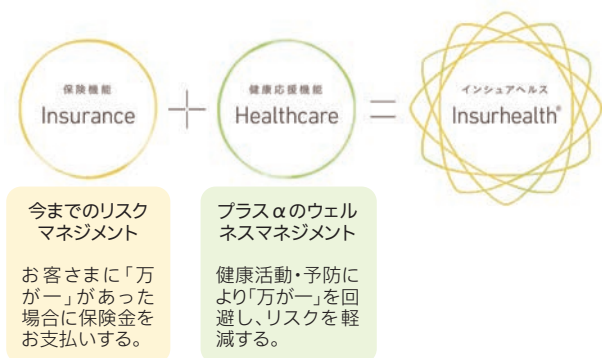 保険機能
Insurance
健康応援機能
Healthcare
インシュアヘルス
Insurhealth®
今までのリスク
マネジメント
お客さまに「万
が一」があった
場合に保険金を
お支払いする。
プラスαのウェル
ネスマネジメント
健康活動・予防に
より「万が一」を回
避し、リスクを軽
減する。